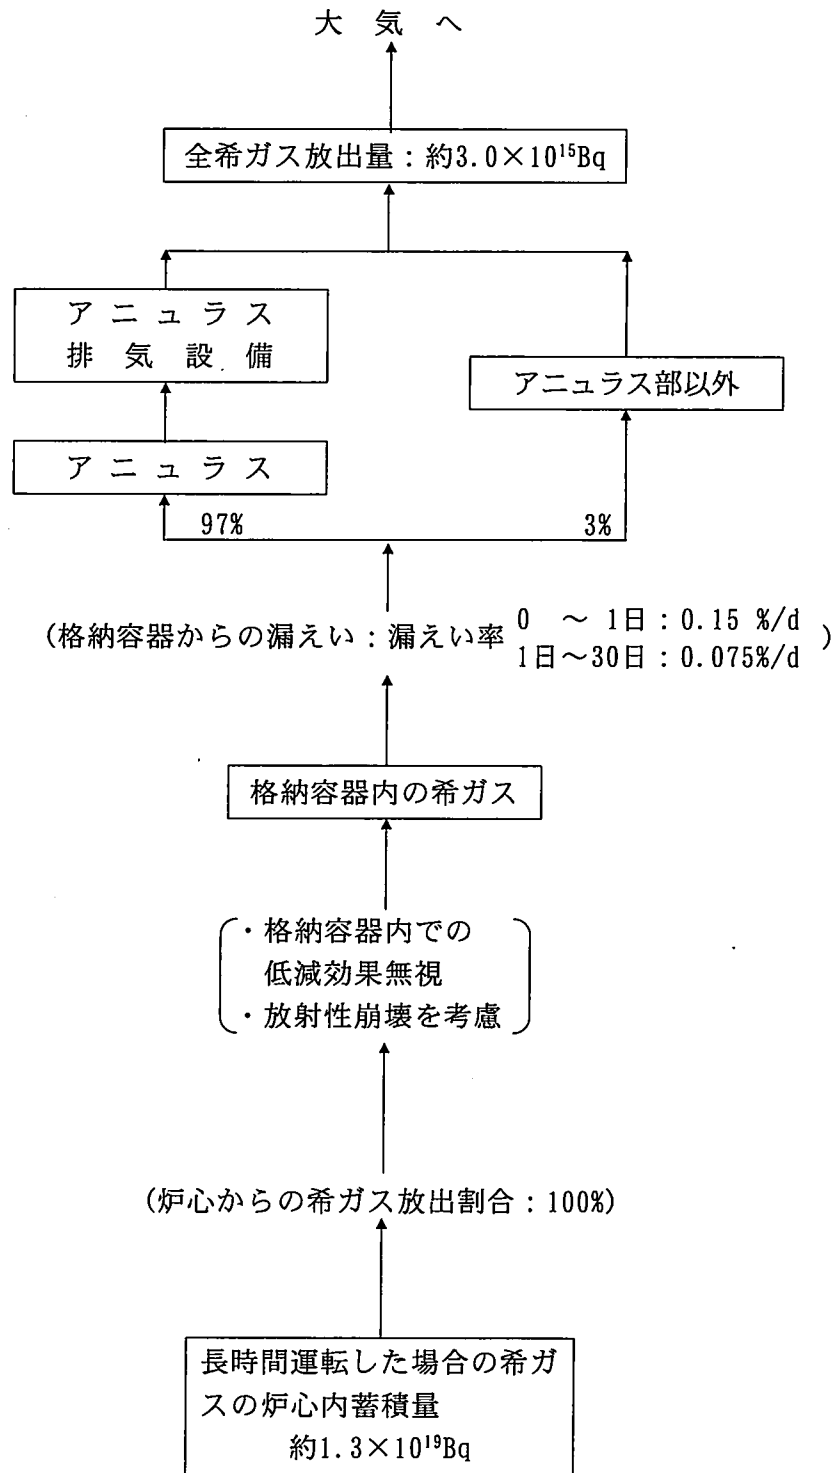 大気へ
全希ガス放出量：約3.0×10¹⁵Bq
アニュラス
排気設備
アニュラス部以外
アニュラス
97%
3%
(格納容器からの漏えい：漏えい率 0 ～ 1日：0.15 %/d
1日～30日：0.075%/d )
格納容器内の希ガス
・格納容器内での
低減効果無視
・放射性崩壊を考慮
(炉心からの希ガス放出割合：100%)
長時間運転した場合の希ガ
スの炉心内蓄積量
約1.3×10¹⁹Bq